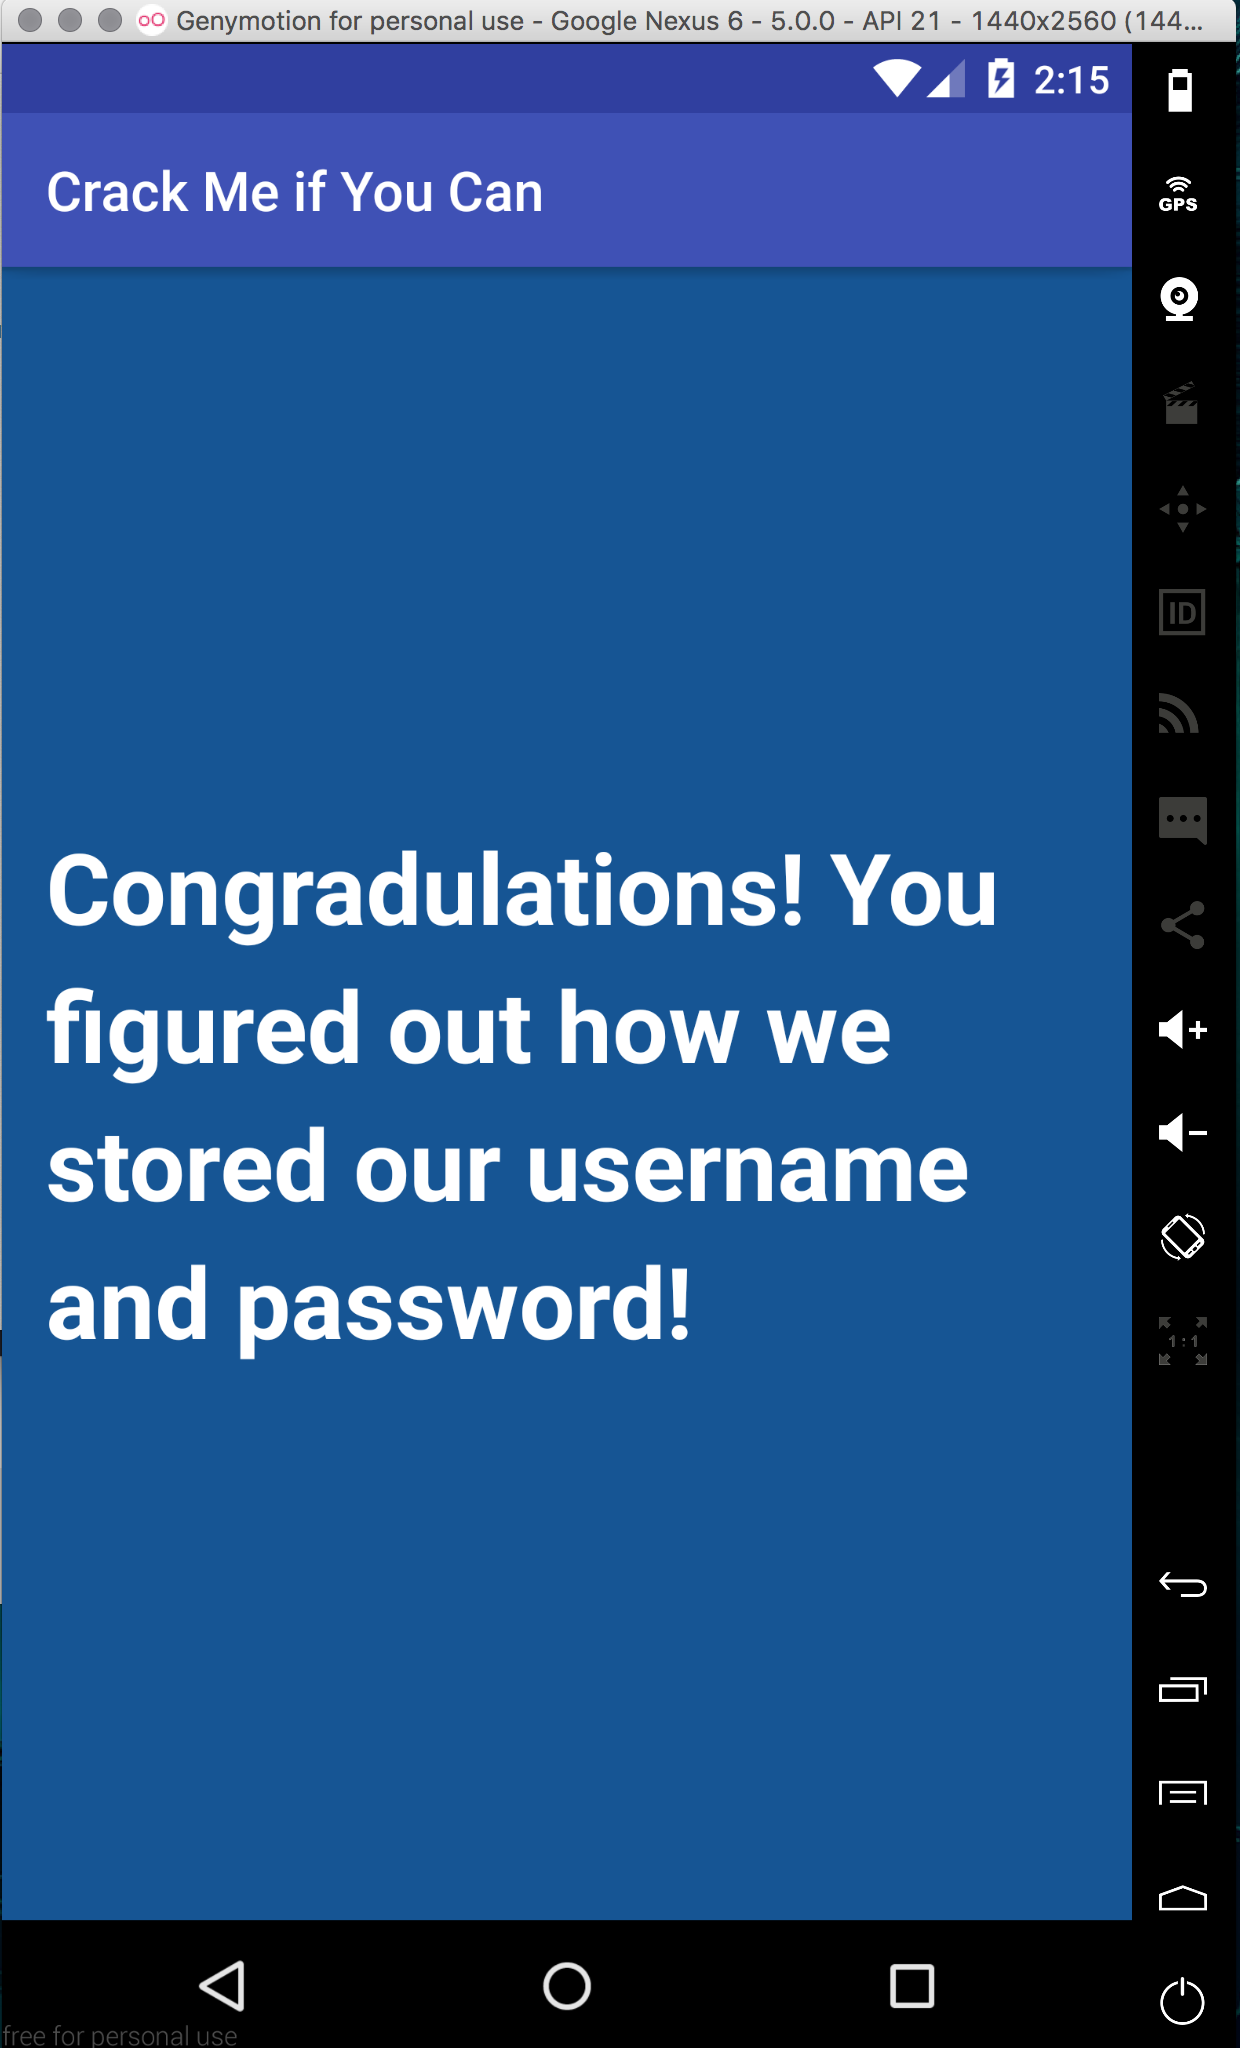 Genymotion for personal use - Google Nexus 6 - 5.0.0 - API 21 - 1440x2560 (144...
2:15
Crack Me if You Can
GPS
ID
Congradulations! You
figured out how we
stored our username
and password!
1:1
free for personal use